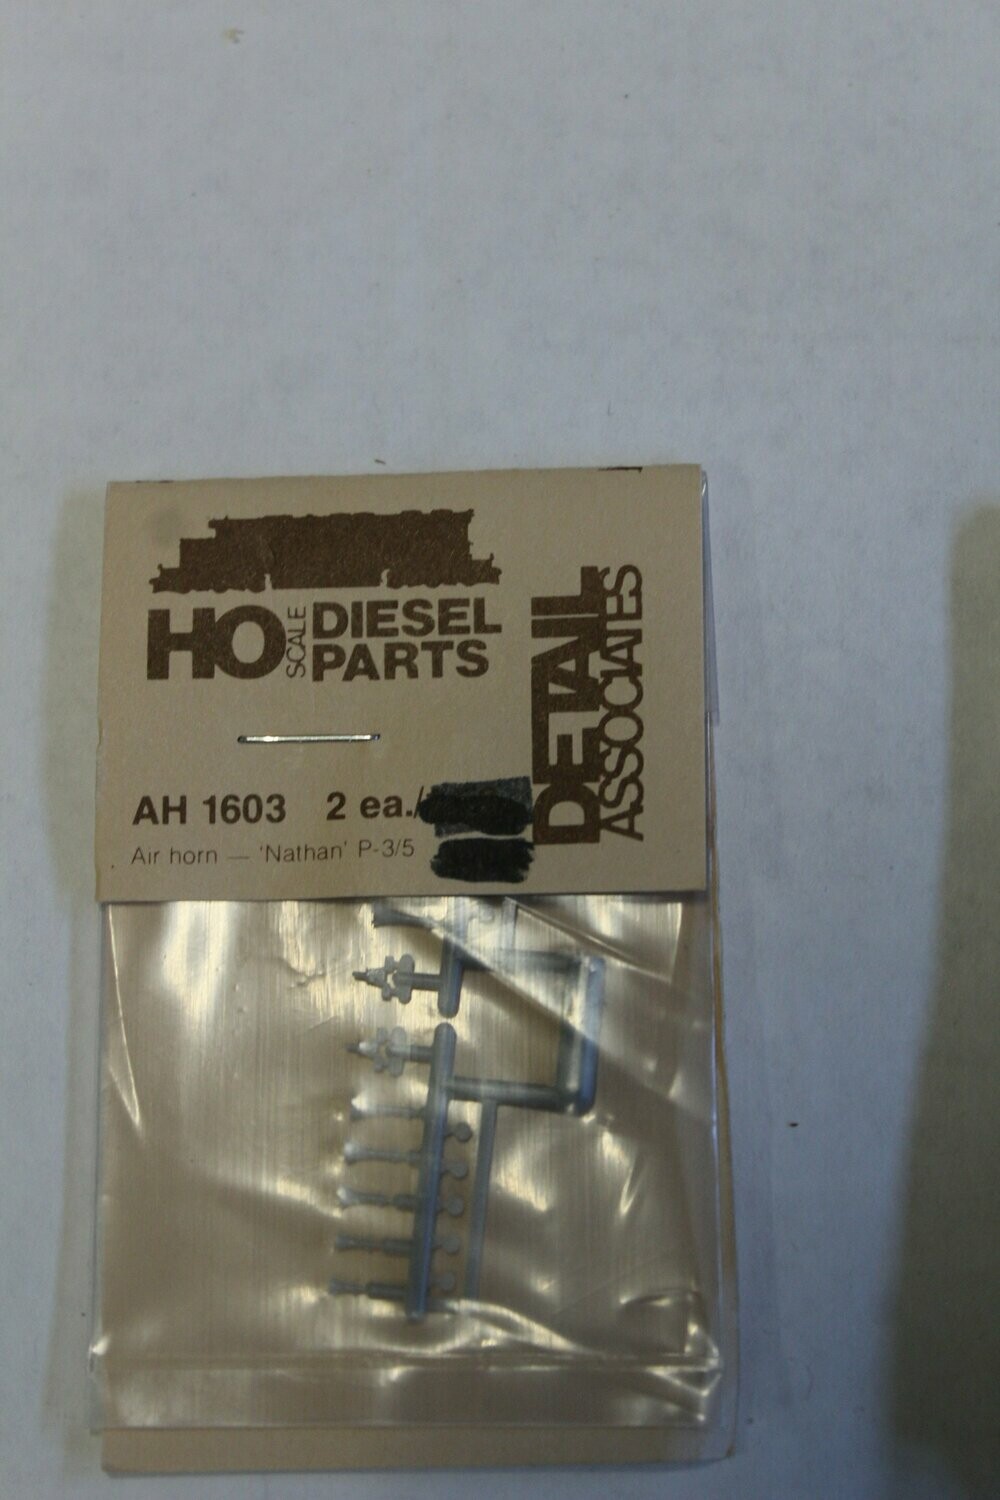 HO SCALE DIESEL
PARTS
DETAIL
ASSOCIATES
AH 1603 2 ea./
Air horn — 'Nathan' P-3/5